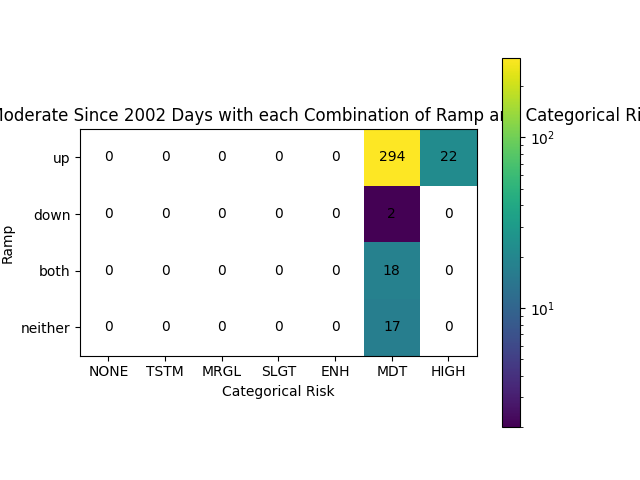 Moderate Since 2002 Days with each Combination of Ramp and Categorical
up 0 0 0 0 0 294 22
down 0 0 0 0 0 2 0
both 0 0 0 0 0 18 0
neither 0 0 0 0 0 17 0
NONE TSTM MRGL SLGT ENH MDT HIGH
Categorical Risk
Ramp
10²
10¹